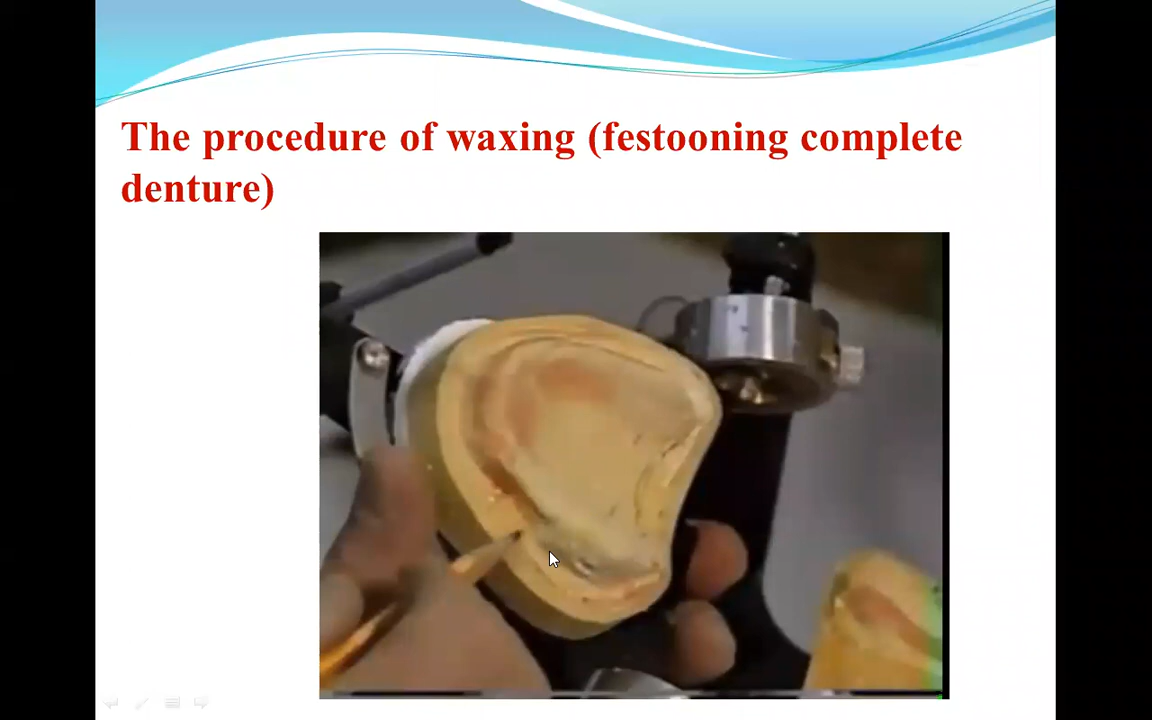 The procedure of waxing (festooning complete
denture)